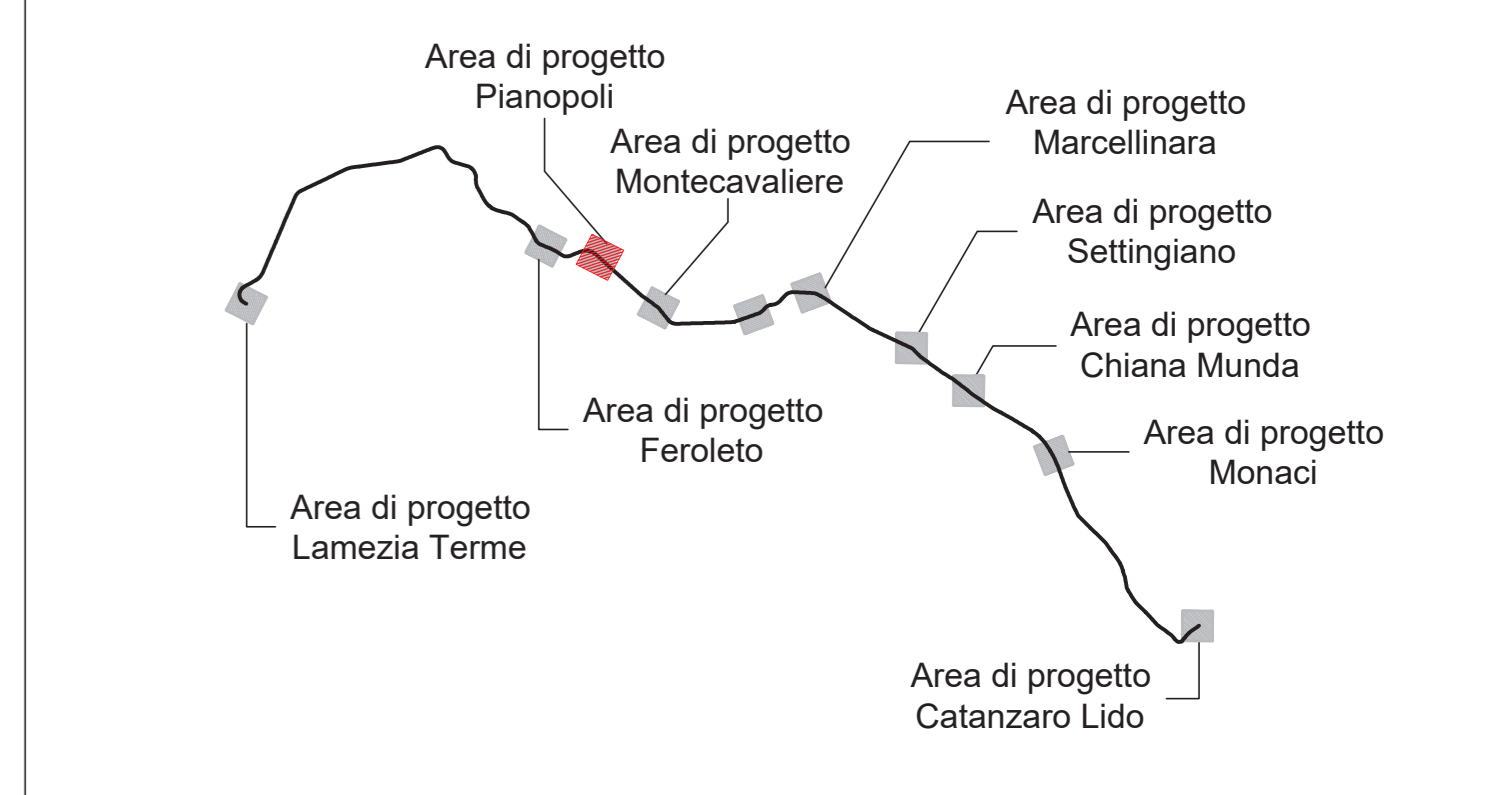 Area di progetto
Pianopoli
Area di progetto
Montecavaliere
Area di progetto
Marcellinara
Area di progetto
Settingiano
Area di progetto
Chiana Munda
Area di progetto
Feroleto
Area di progetto
Monaci
Area di progetto
Lamezia Terme
Area di progetto
Catanzaro Lido